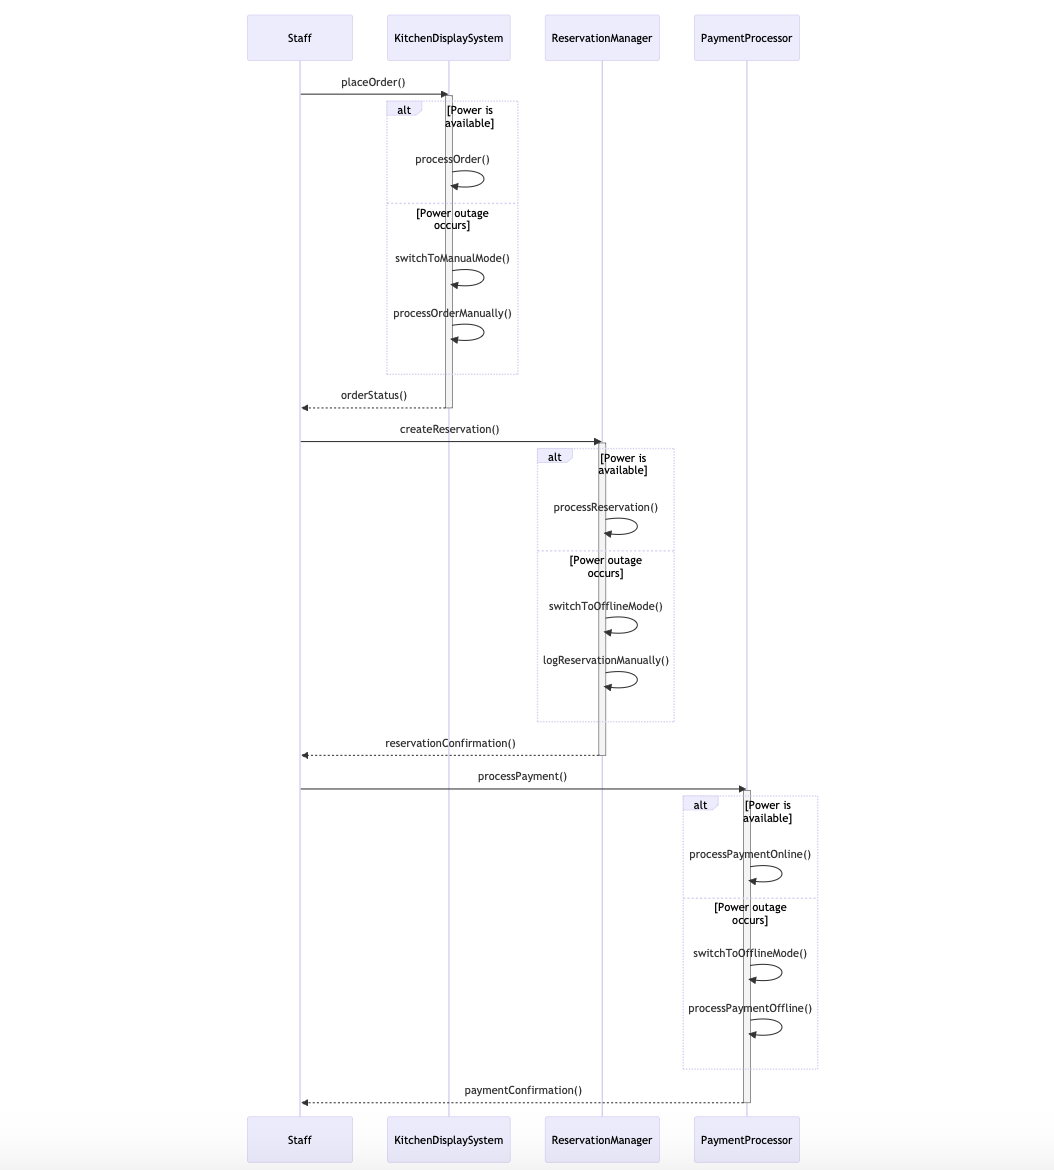 Staff
KitchenDisplaySystem
ReservationManager
PaymentProcessor
placeOrder()
alt
[Power is
available]
processOrder()
[Power outage
occurs]
switchToManualMode()
processOrderManually()
orderStatus()
createReservation()
alt
[Power is
available]
processReservation()
[Power outage
occurs]
switchToOfflineMode()
logReservationManually()
reservationConfirmation()
processPayment()
alt
[Power is
available]
processPaymentOnline()
[Power outage
occurs]
switchToOfflineMode()
processPaymentOffline()
paymentConfirmation()
Staff
KitchenDisplaySystem
ReservationManager
PaymentProcessor